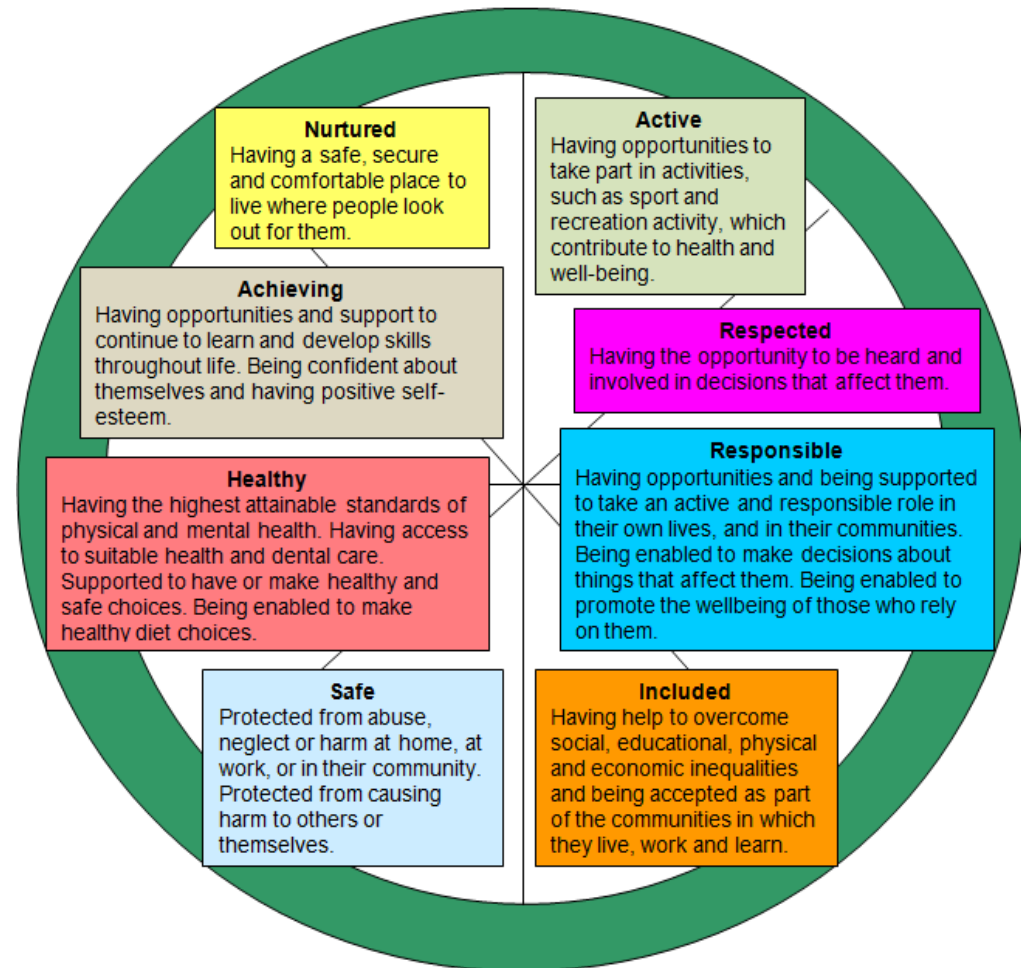 Nurtured
Having a safe, secure
and comfortable place to
live where people look
out for them.
Active
Having opportunities to
take part in activities,
such as sport and
recreation activity, which
contribute to health and
well-being.
Achieving
Having opportunities and support to
continue to learn and develop skills
throughout life. Being confident about
themselves and having positive self-
esteem.
Respected
Having the opportunity to be heard and
involved in decisions that affect them.
Healthy
Having the highest attainable standards of
physical and mental health. Having access
to suitable health and dental care.
Supported to have or make healthy and
safe choices. Being enabled to make
healthy diet choices.
Responsible
Having opportunities and being supported
to take an active and responsible role in
their own lives, and in their communities.
Being enabled to make decisions about
things that affect them. Being enabled to
promote the wellbeing of those who rely
on them.
Safe
Protected from abuse,
neglect or harm at home, at
work, or in their community.
Protected from causing
harm to others or
themselves.
Included
Having help to overcome
social, educational, physical
and economic inequalities
and being accepted as part
of the communities in which
they live, work and learn.